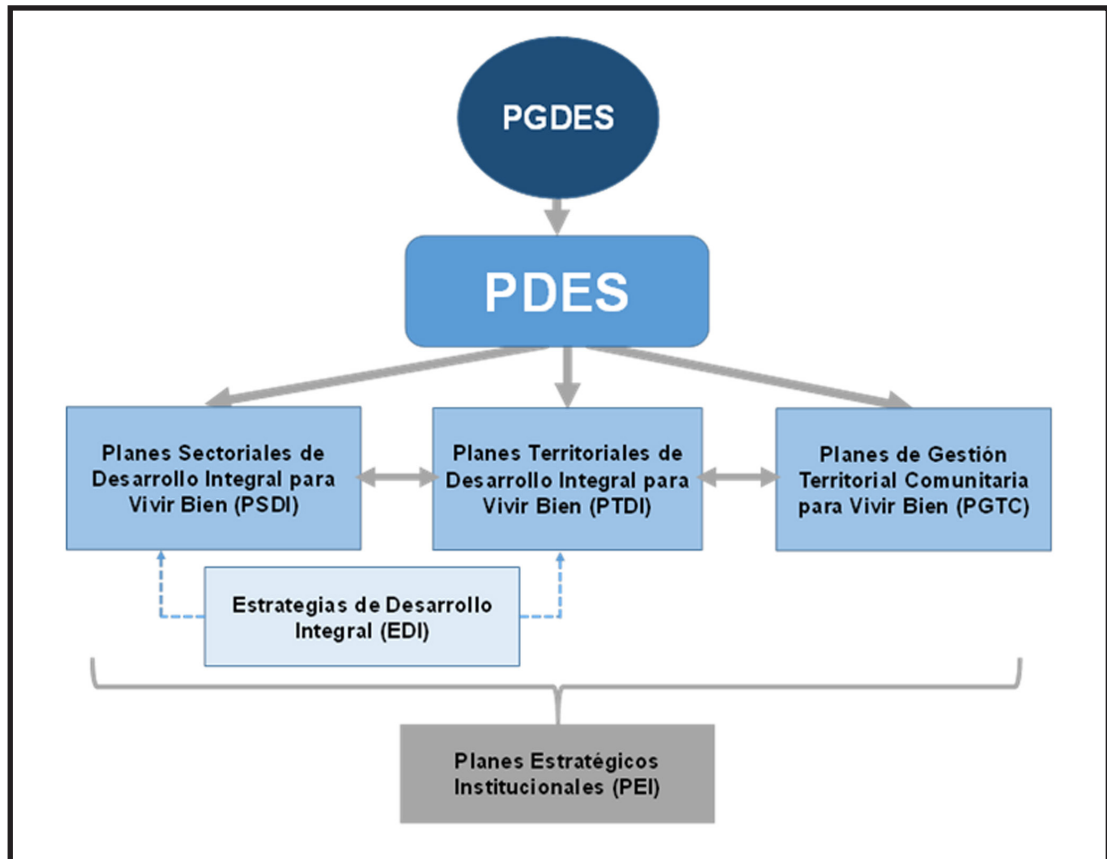 PGDES
PDES
Planes Sectoriales de
Desarrollo Integral para
Vivir Bien (PSDI)
Planes Territoriales de
Desarrollo Integral para
Vivir Bien (PTDI)
Planes de Gestión
Territorial Comunitaria
para Vivir Bien (PGTC)
Estrategias de Desarrollo
Integral (EDI)
Planes Estratégicos
Institucionales (PEI)